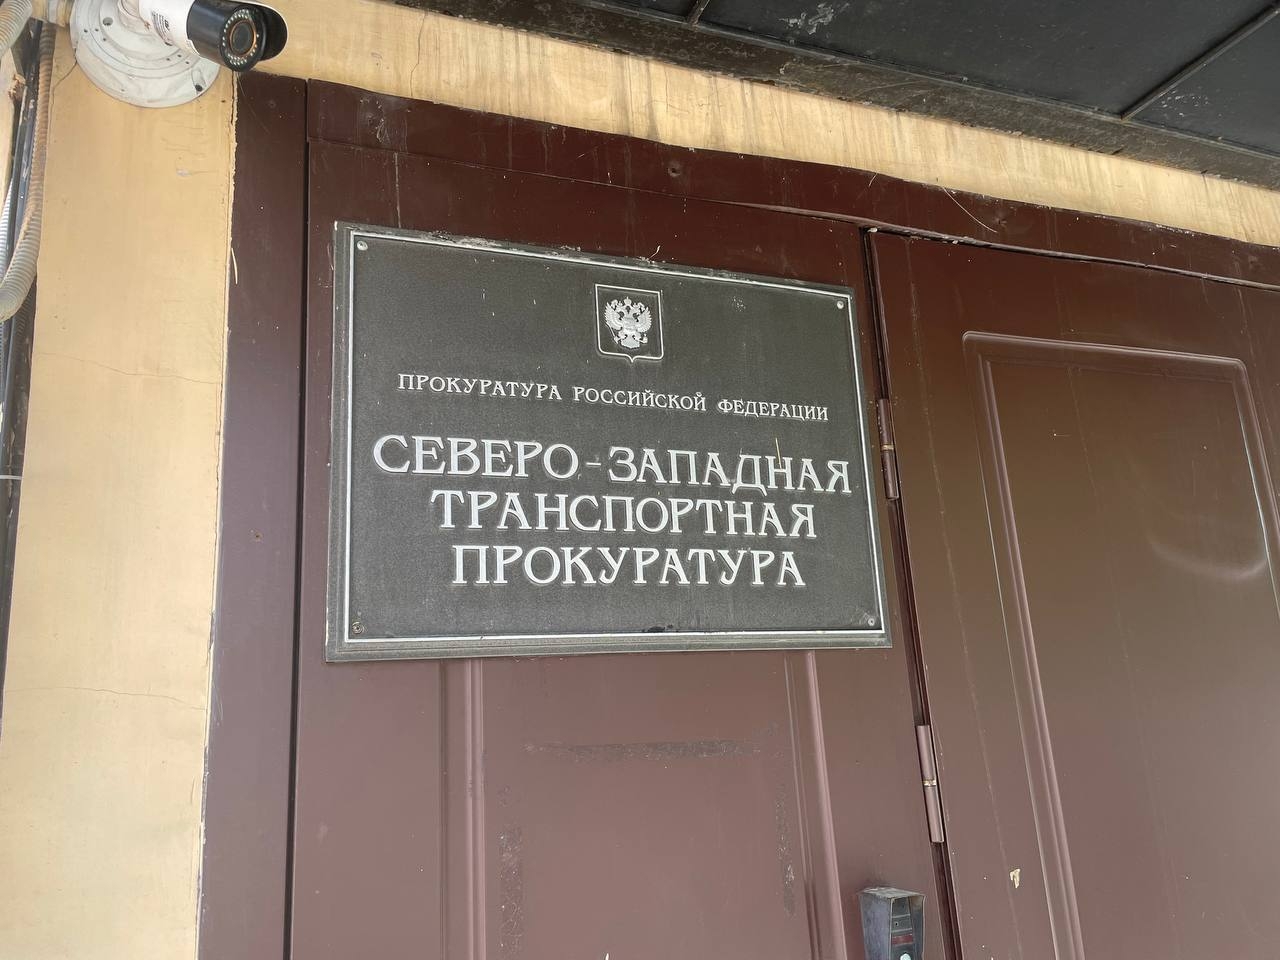 ПРОКУРАТУРА РОССИЙСКОЙ ФЕДЕРАЦИИ
СЕВЕРО-ЗАПАДНАЯ
ТРАНСПОРТНАЯ
ПРОКУРАТУРА